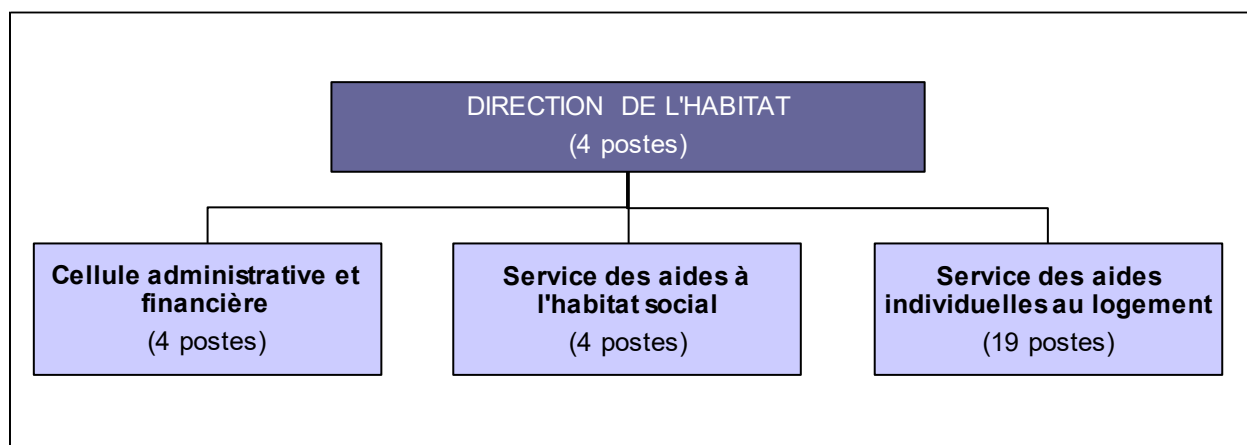 DIRECTION DE L'HABITAT
(4 postes)
Cellule administrative et
financière
(4 postes)
Service des aides à
l'habitat social
(4 postes)
Service des aides
individuelles au logement
(19 postes)